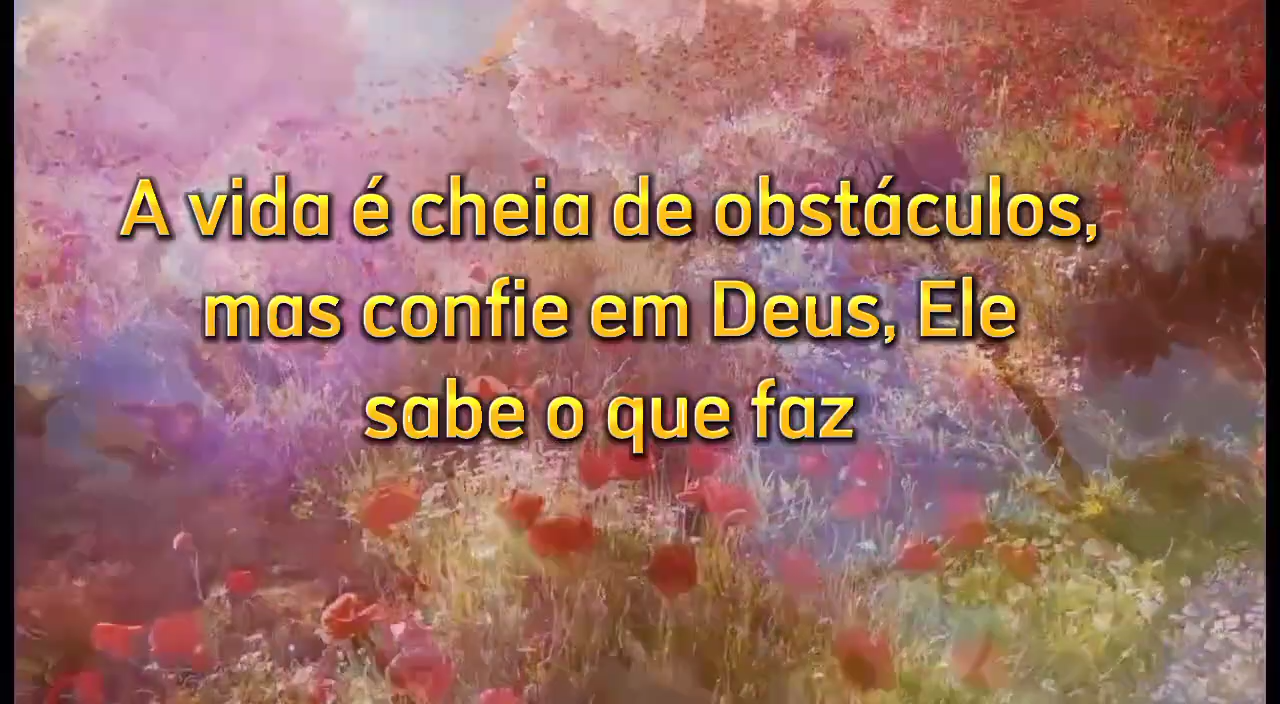 A vida é cheia de obstáculos,
mas confie em Deus, Ele
sabe o que faz